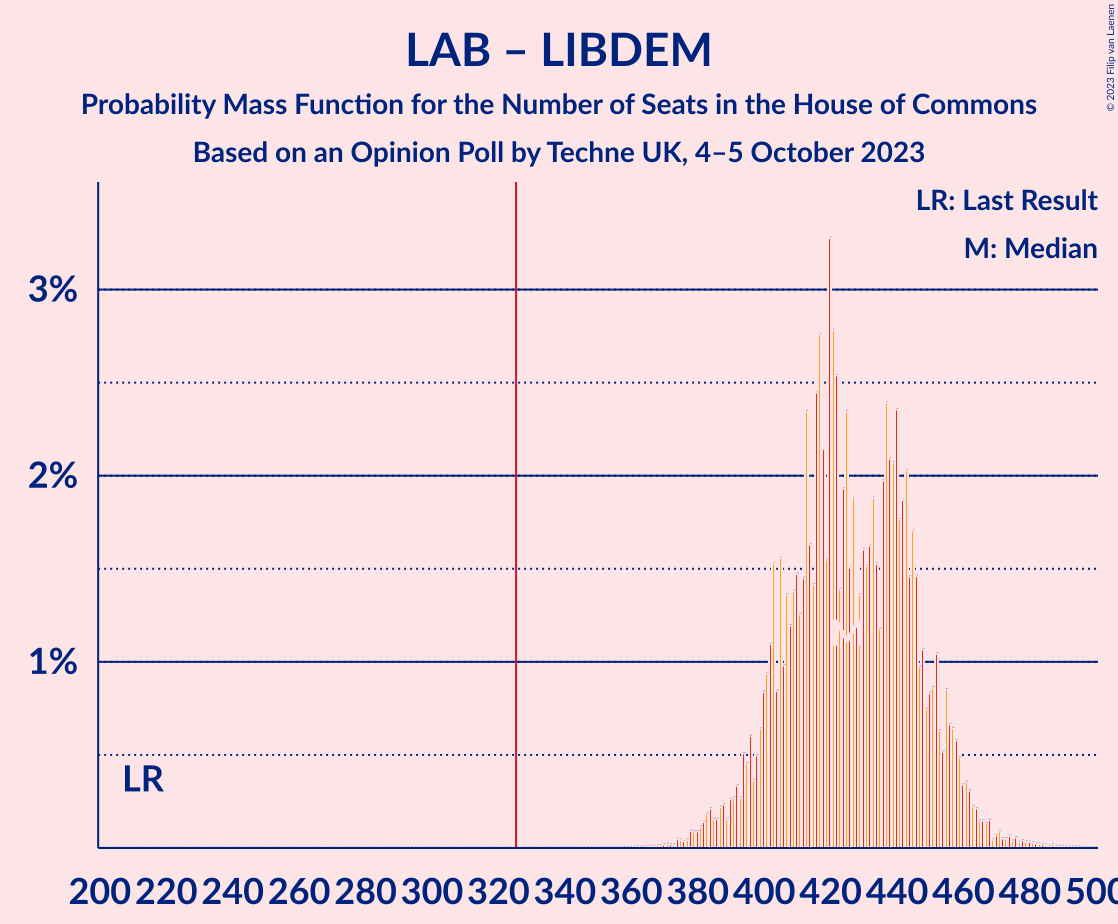 LAB – LIBDEM
Probability Mass Function for the Number of Seats in the House of Commons
Based on an Opinion Poll by Techne UK, 4–5 October 2023
© 2023 Filip van Laenen
LR: Last Result
M: Median
3%
2%
1%
LR
200 220 240 260 280 300 320 340 360 380 400 420 440 460 480 500